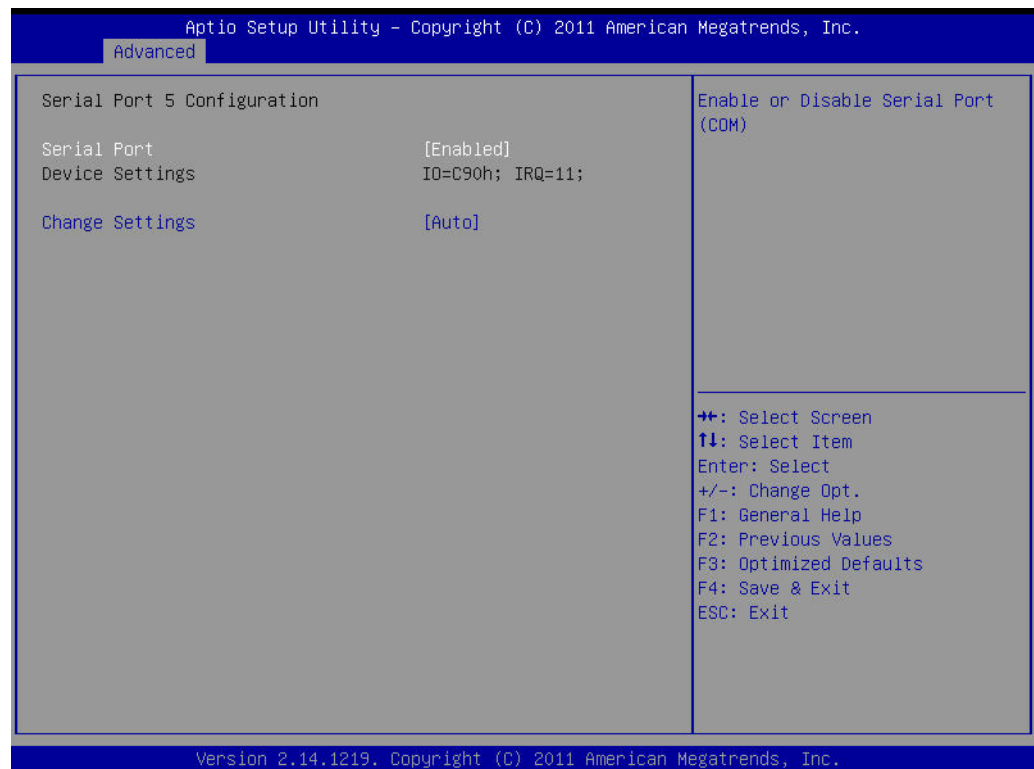 Aptio Setup Utility – Copyright (C) 2011 American Megatrends, Inc.
Advanced
Serial Port 5 Configuration
Serial Port [Enabled]
Device Settings IO=C90h; IRQ=11;
Change Settings [Auto]
Enable or Disable Serial Port
(COM)
→←: Select Screen
↑↓: Select Item
Enter: Select
+/-: Change Opt.
F1: General Help
F2: Previous Values
F3: Optimized Defaults
F4: Save & Exit
ESC: Exit
Version 2.14.1219. Copyright (C) 2011 American Megatrends, Inc.